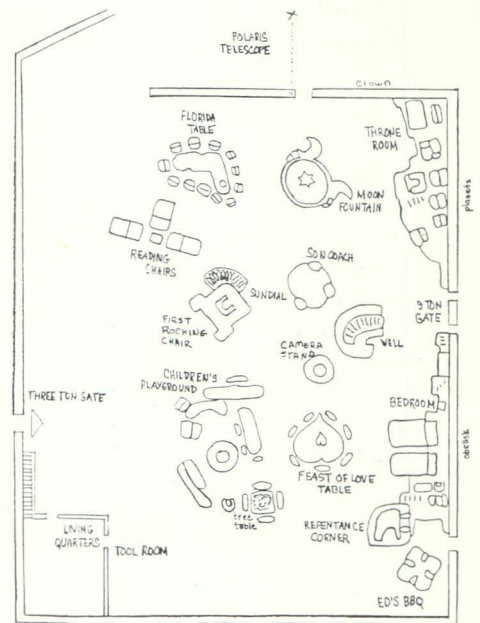 POLARIS
TELESCOPE
crown
FLORIDA
TABLE
THRONE
ROOM
MOON
FOUNTAIN
planets
READING
CHAIRS
SUNDIAL
SON COACH
9 TON
GATE
FIRST
ROCKING
CHAIR
WELL
CAMERA
STAND
CHILDREN'S
PLAYGROUND
THREE TON GATE
BEDROOM
obelisk
FEAST OF LOVE
TABLE
tree
table
REPENTANCE
CORNER
LIVING
QUARTERS
TOOL ROOM
ED'S BBQ